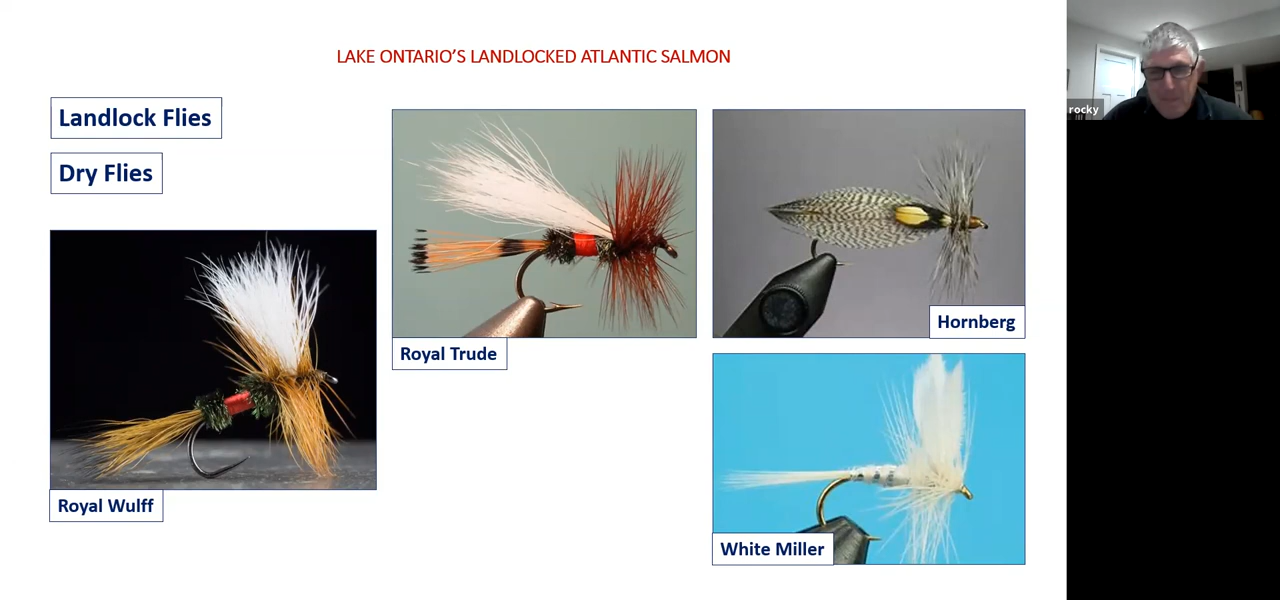 LAKE ONTARIO'S LANDLOCKED ATLANTIC SALMON
Landlock Flies
Dry Flies
rocky
Royal Trude
Hornberg
Royal Wulff
White Miller